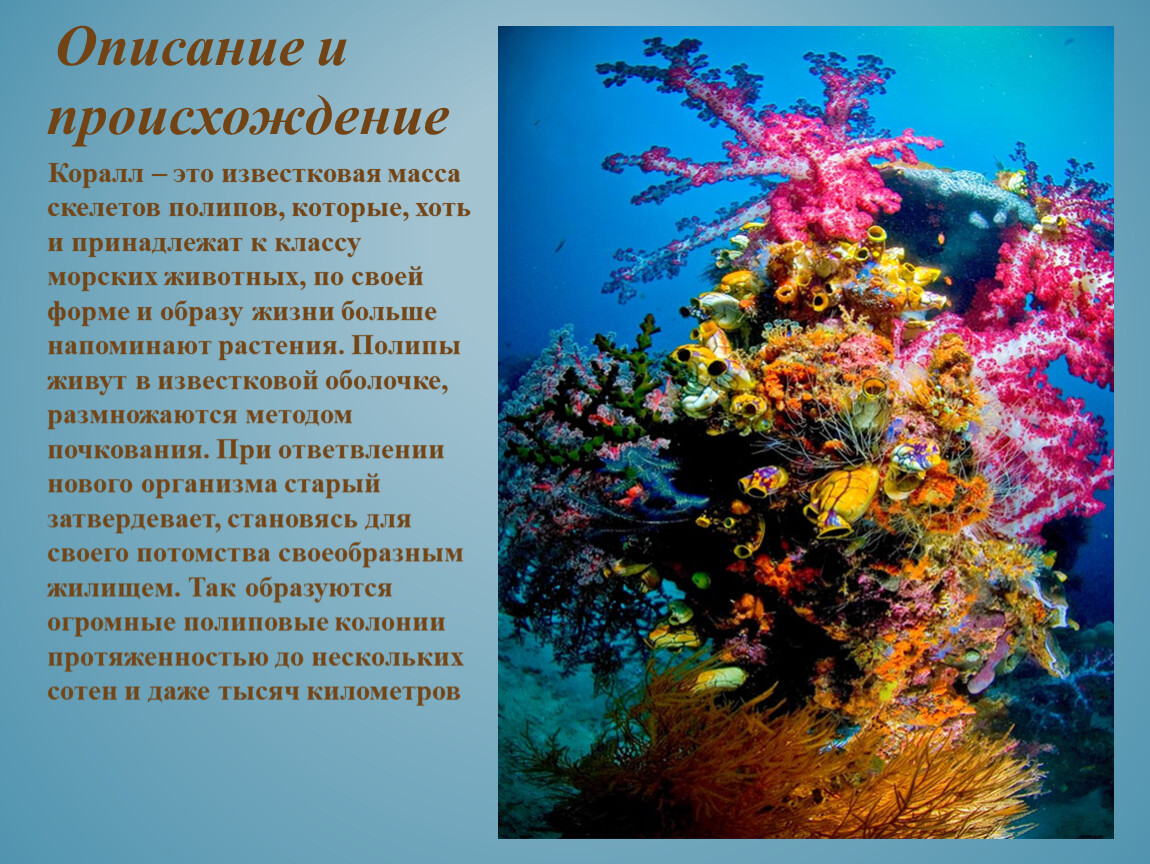 Описание и
происхождение
Коралл – это известковая масса
скелетов полипов, которые, хоть
и принадлежат к классу
морских животных, по своей
форме и образу жизни больше
напоминают растения. Полипы
живут в известковой оболочке,
размножаются методом
почкования. При ответвлении
нового организма старый
затвердевает, становясь для
своего потомства своеобразным
жилищем. Так образуются
огромные полиповые колонии
протяженностью до нескольких
сотен и даже тысяч километров